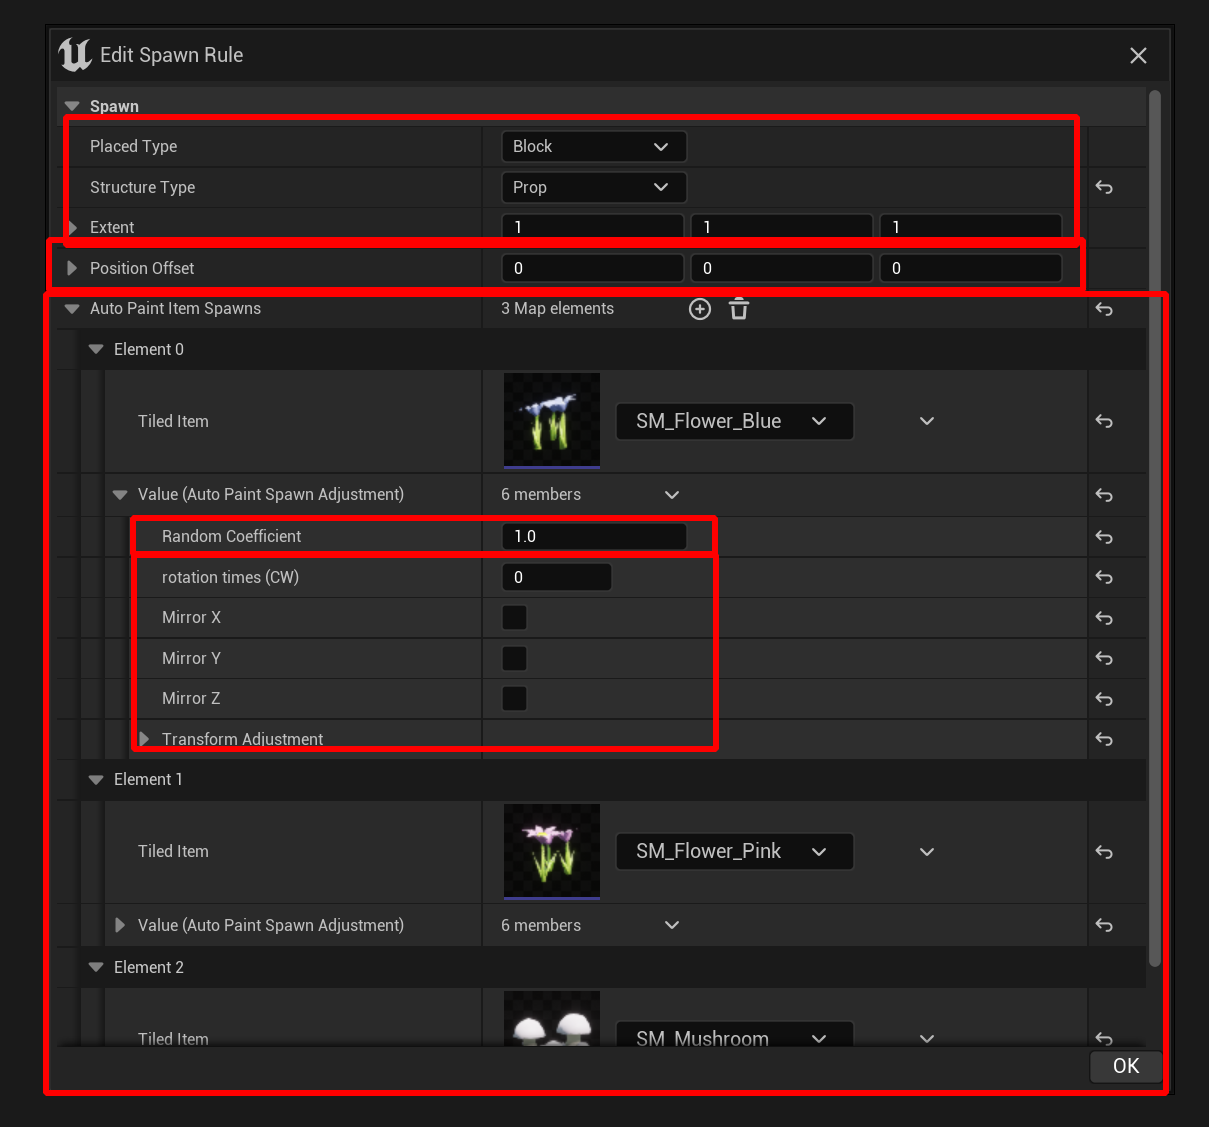 Edit Spawn Rule
Spawn
Placed Type Block
Structure Type Prop
Extent 1 1 1
Position Offset 0 0 0
Auto Paint Item Spawns 3 Map elements
Element 0
Tiled Item SM_Flower_Blue
Value (Auto Paint Spawn Adjustment) 6 members
Random Coefficient 1.0
rotation times (CW) 0
Mirror X
Mirror Y
Mirror Z
Transform Adjustment
Element 1
Tiled Item SM_Flower_Pink
Value (Auto Paint Spawn Adjustment) 6 members
Element 2
Tiled Item SM_Mushroom
OK